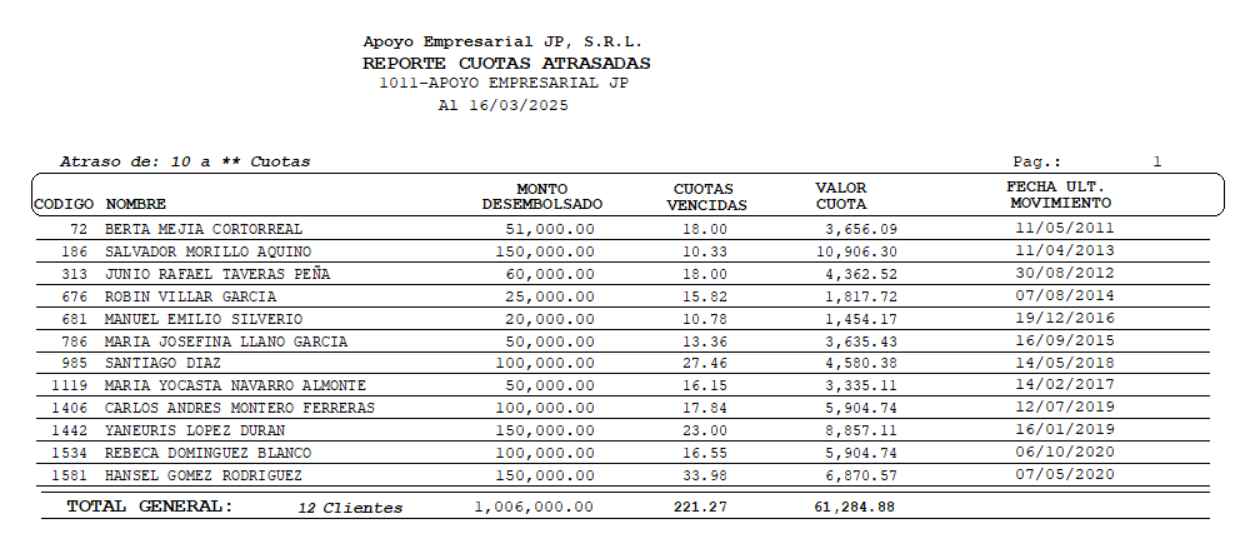 Apoyo Empresarial JP, S.R.L.
REPORTE CUOTAS ATRASADAS
1011-APOYO EMPRESARIAL JP
Al 16/03/2025
Atraso de: 10 a ** Cuotas Pag.: 1
CODIGO NOMBRE MONTO DESEMBOLSADO CUOTAS VENCIDAS VALOR CUOTA FECHA ULT. MOVIMIENTO
72 BERTA MEJIA CORTORREAL 51,000.00 18.00 3,656.09 11/05/2011
186 SALVADOR MORILLO AQUINO 150,000.00 10.33 10,906.30 11/04/2013
313 JUNIO RAFAEL TAVERAS PEÑA 60,000.00 18.00 4,362.52 30/08/2012
676 ROBIN VILLAR GARCIA 25,000.00 15.82 1,817.72 07/08/2014
681 MANUEL EMILIO SILVERIO 20,000.00 10.78 1,454.17 19/12/2016
786 MARIA JOSEFINA LLANO GARCIA 50,000.00 13.36 3,635.43 16/09/2015
985 SANTIAGO DIAZ 100,000.00 27.46 4,580.38 14/05/2018
1119 MARIA YOCASTA NAVARRO ALMONTE 50,000.00 16.15 3,335.11 14/02/2017
1406 CARLOS ANDRES MONTERO FERRERAS 100,000.00 17.84 5,904.74 12/07/2019
1442 YANEURIS LOPEZ DURAN 150,000.00 23.00 8,857.11 16/01/2019
1534 REBECA DOMINGUEZ BLANCO 100,000.00 16.55 5,904.74 06/10/2020
1581 HANSEL GOMEZ RODRIGUEZ 150,000.00 33.98 6,870.57 07/05/2020
TOTAL GENERAL: 12 Clientes 1,006,000.00 221.27 61,284.88